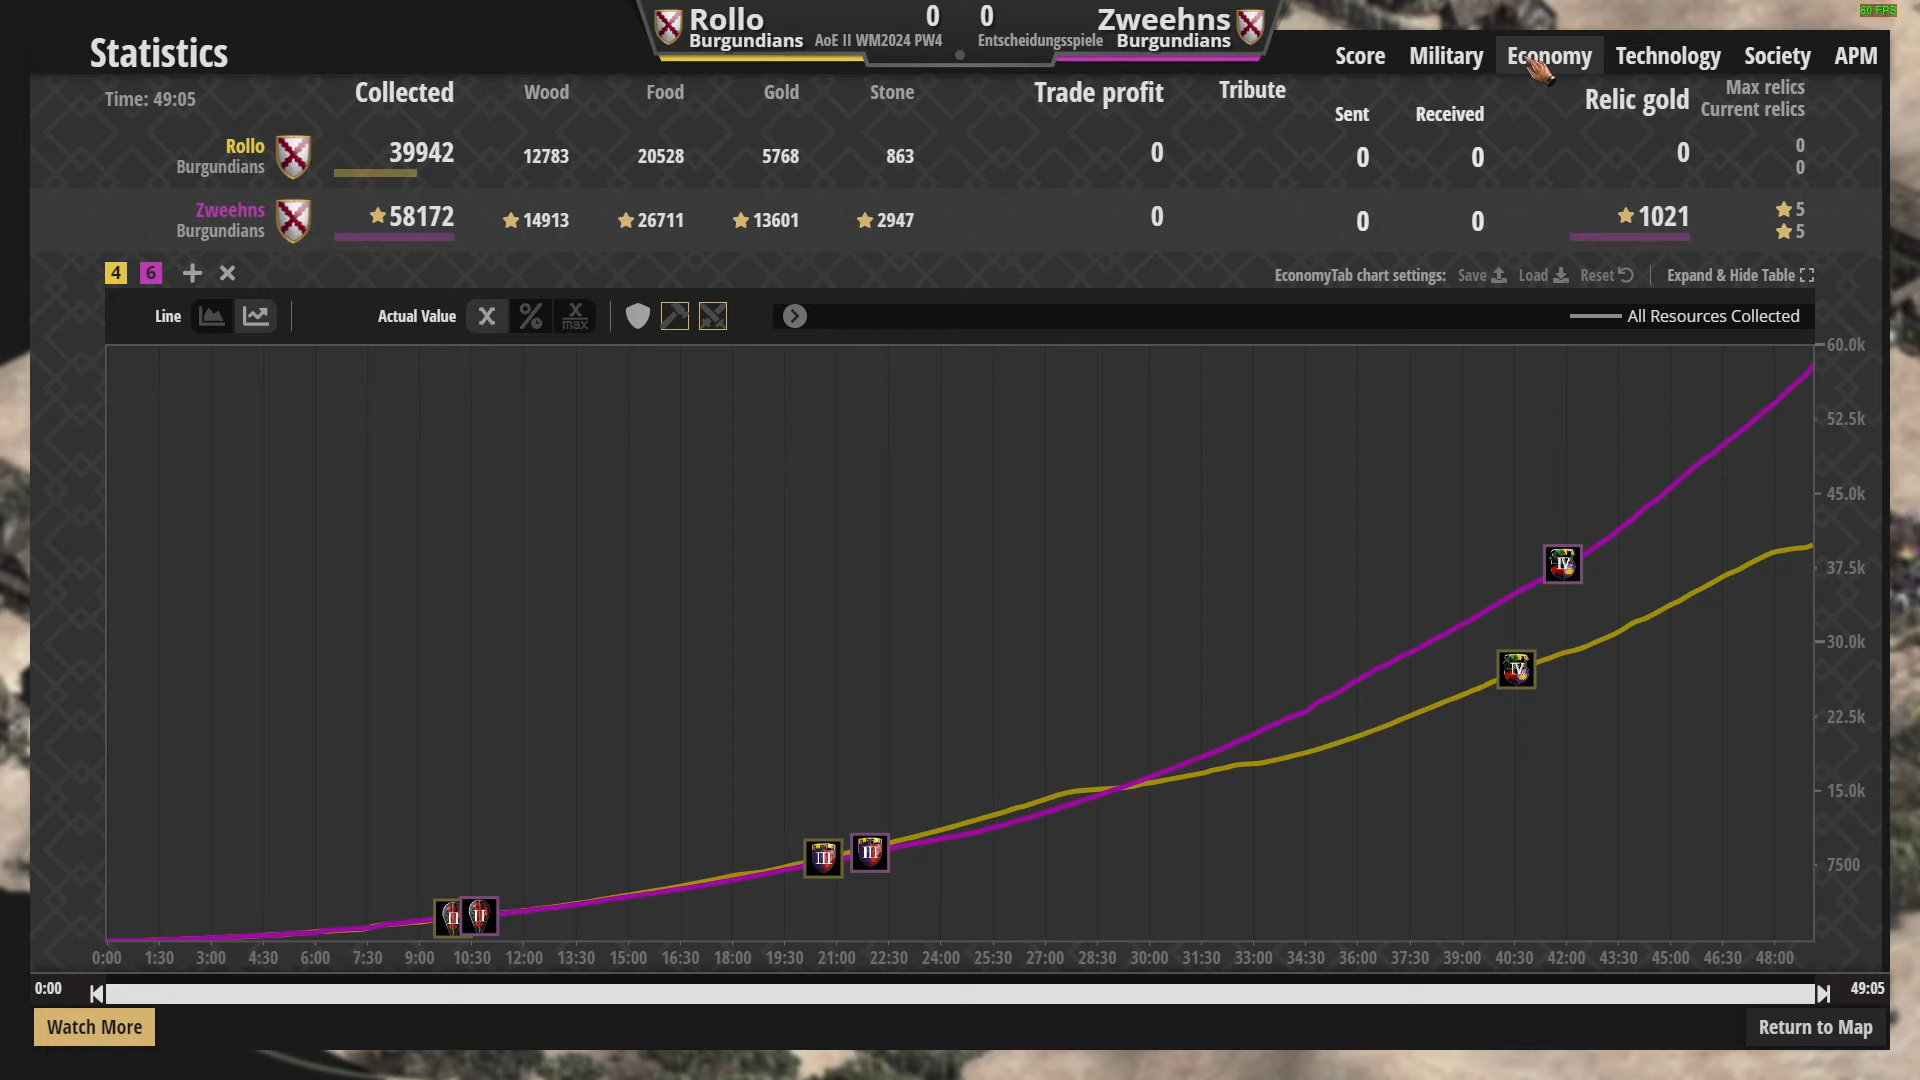 60 FPS
Rollo 0 0 Zweehns
Burgundians AoE II WM2024 PW4 Entscheidungsspiele Burgundians
Statistics
Score Military Economy Technology Society APM
Time: 49:05
Collected Wood Food Gold Stone Trade profit Tribute Sent Received Relic gold Max relics
Current relics
Rollo
Burgundians
39942 12783 20528 5768 863 0 0 0 0 0
0
Zweehns
Burgundians
58172 14913 26711 13601 2947 0 0 0 1021 5
5
4 6
EconomyTab chart settings: Save Load Reset Expand & Hide Table
Line Actual Value X % X max
All Resources Collected
60.0k
52.5k
45.0k
37.5k
30.0k
22.5k
15.0k
7500
IV
IV
III
III
II
II
0:00 1:30 3:00 4:30 6:00 7:30 9:00 10:30 12:00 13:30 15:00 16:30 18:00 19:30 21:00 22:30 24:00 25:30 27:00 28:30 30:00 31:30 33:00 34:30 36:00 37:30 39:00 40:30 42:00 43:30 45:00 46:30 48:00
0:00 49:05
Watch More
Return to Map